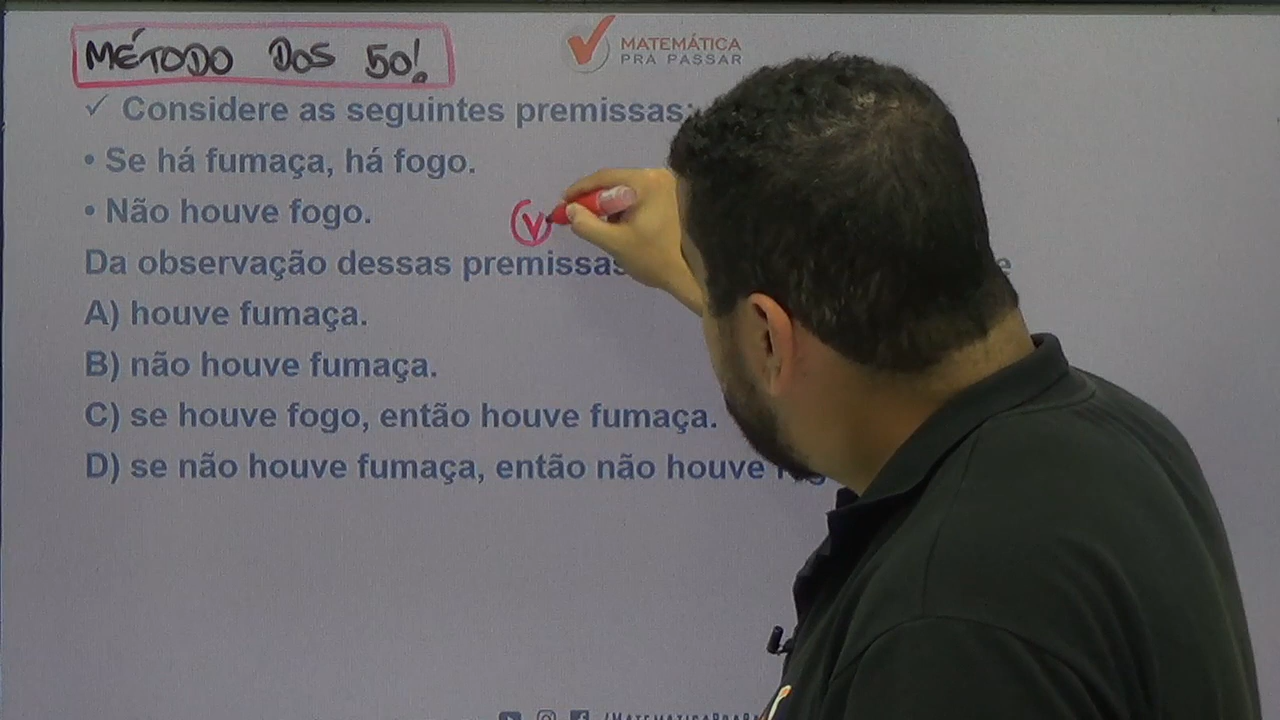 MÉTODO DOS 50!
MATEMÁTICA
PRA PASSAR
✓ Considere as seguintes premissas:
• Se há fumaça, há fogo.
• Não houve fogo.
V
Da observação dessas premissas
A) houve fumaça.
B) não houve fumaça.
C) se houve fogo, então houve fumaça.
D) se não houve fumaça, então não houve